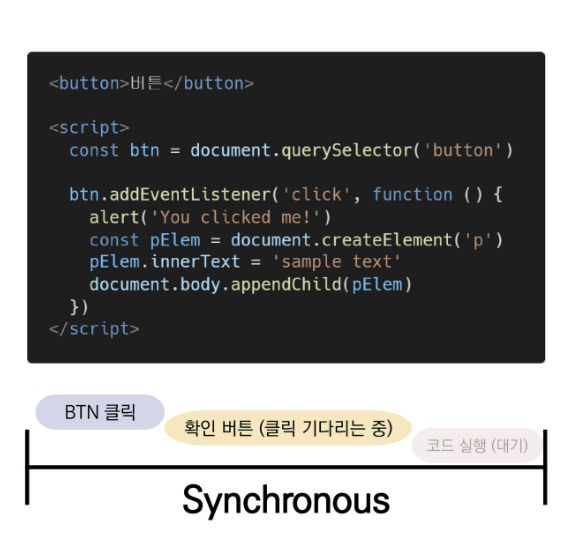 <button>버튼</button>
<script>
const btn = document.querySelector('button')
btn.addEventListener('click', function () {
alert('You clicked me!')
const pElem = document.createElement('p')
pElem.innerText = 'sample text'
document.body.appendChild(pElem)
})
</script>
BTN 클릭
확인 버튼 (클릭 기다리는 중)
코드 실행 (대기)
Synchronous